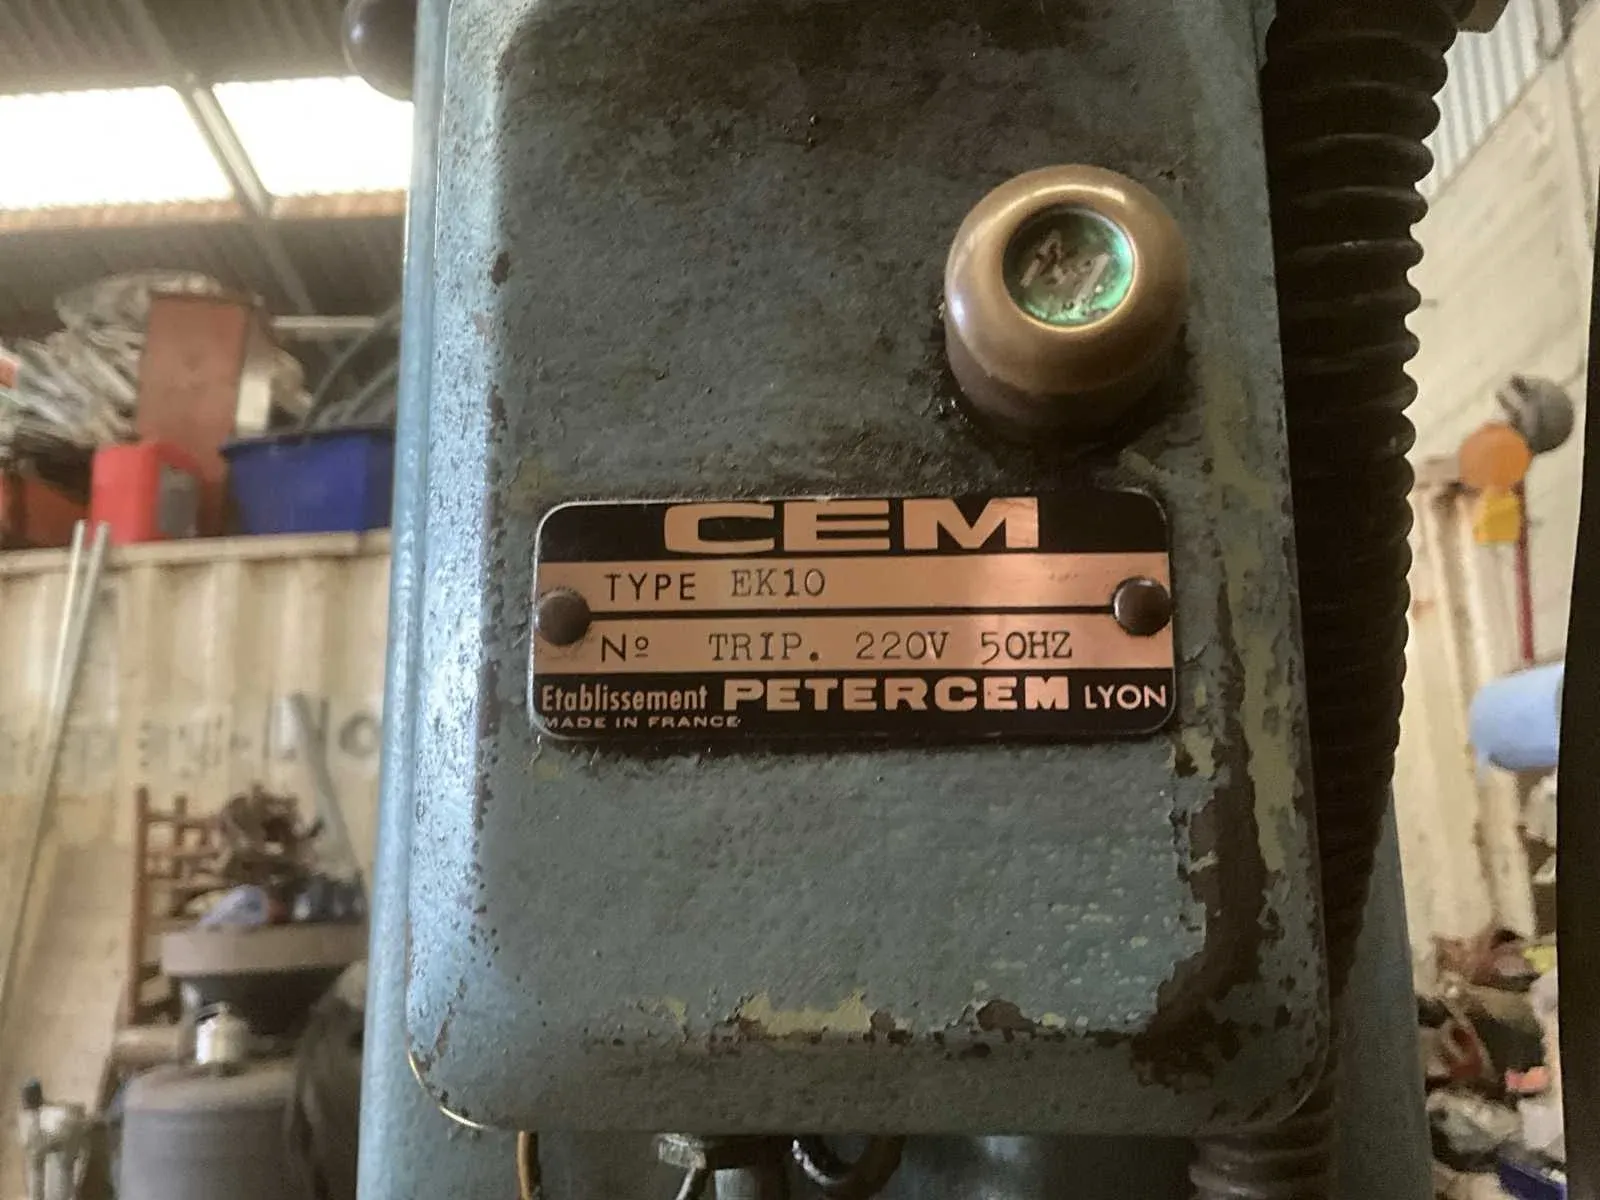 CEM
TYPE EK10
Nº TRIP. 220V 50HZ
Etablissement PETERCEM LYON
MADE IN FRANCE